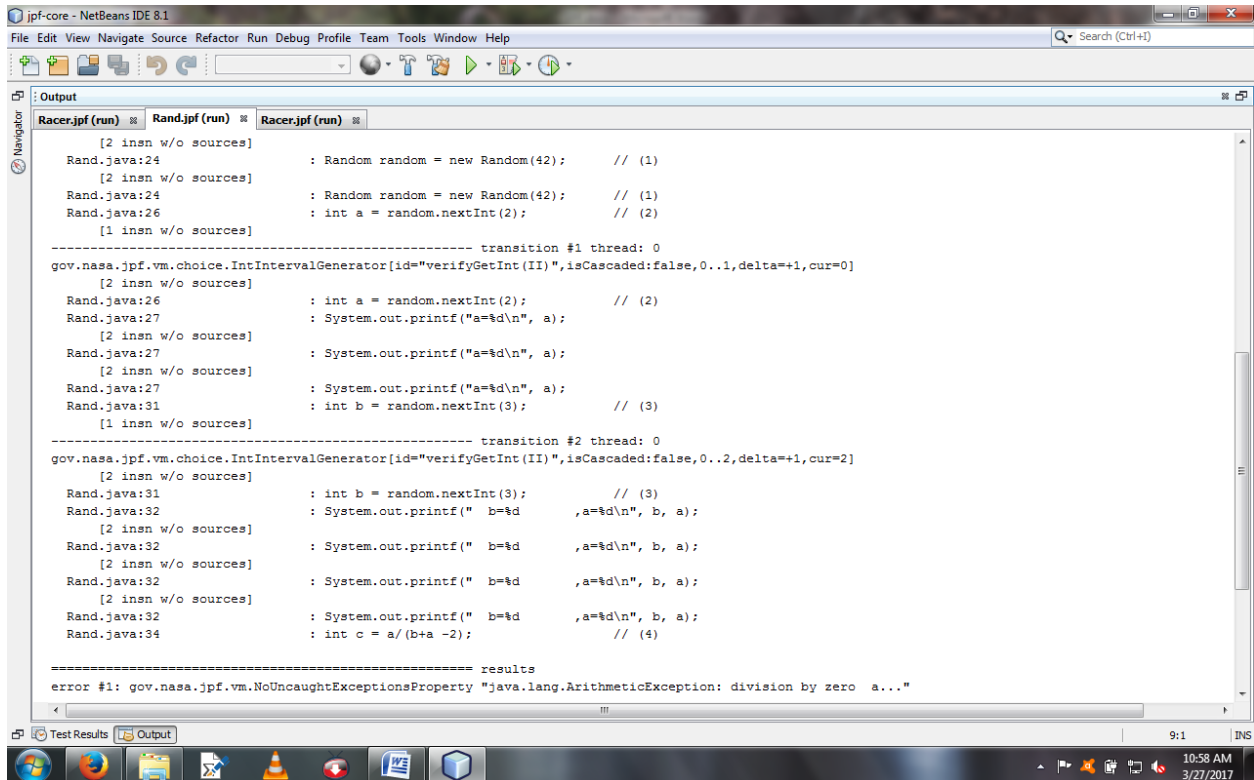 jpf-core - NetBeans IDE 8.1
File Edit View Navigate Source Refactor Run Debug Profile Team Tools Window Help
Search (Ctrl+I)
Output
Navigator
Racer.jpf (run) Rand.jpf (run) Racer.jpf (run)
[2 insn w/o sources]
Rand.java:24 : Random random = new Random(42); // (1)
[2 insn w/o sources]
Rand.java:24 : Random random = new Random(42); // (1)
Rand.java:26 : int a = random.nextInt(2); // (2)
[1 insn w/o sources]
------------------------------------------------------ transition #1 thread: 0
gov.nasa.jpf.vm.choice.IntIntervalGenerator[id="verifyGetInt(II)",isCascaded:false,0..1,delta=+1,cur=0]
[2 insn w/o sources]
Rand.java:26 : int a = random.nextInt(2); // (2)
Rand.java:27 : System.out.printf("a=%d\n", a);
[2 insn w/o sources]
Rand.java:27 : System.out.printf("a=%d\n", a);
[2 insn w/o sources]
Rand.java:27 : System.out.printf("a=%d\n", a);
Rand.java:31 : int b = random.nextInt(3); // (3)
[1 insn w/o sources]
------------------------------------------------------ transition #2 thread: 0
gov.nasa.jpf.vm.choice.IntIntervalGenerator[id="verifyGetInt(II)",isCascaded:false,0..2,delta=+1,cur=2]
[2 insn w/o sources]
Rand.java:31 : int b = random.nextInt(3); // (3)
Rand.java:32 : System.out.printf("  b=%d       ,a=%d\n", b, a);
[2 insn w/o sources]
Rand.java:32 : System.out.printf("  b=%d       ,a=%d\n", b, a);
[2 insn w/o sources]
Rand.java:32 : System.out.printf("  b=%d       ,a=%d\n", b, a);
[2 insn w/o sources]
Rand.java:32 : System.out.printf("  b=%d       ,a=%d\n", b, a);
Rand.java:34 : int c = a/(b+a -2); // (4)
====================================================== results
error #1: gov.nasa.jpf.vm.NoUncaughtExceptionsProperty "java.lang.ArithmeticException: division by zero  a..."
Test Results Output
9:1 INS
10:58 AM
3/27/2017